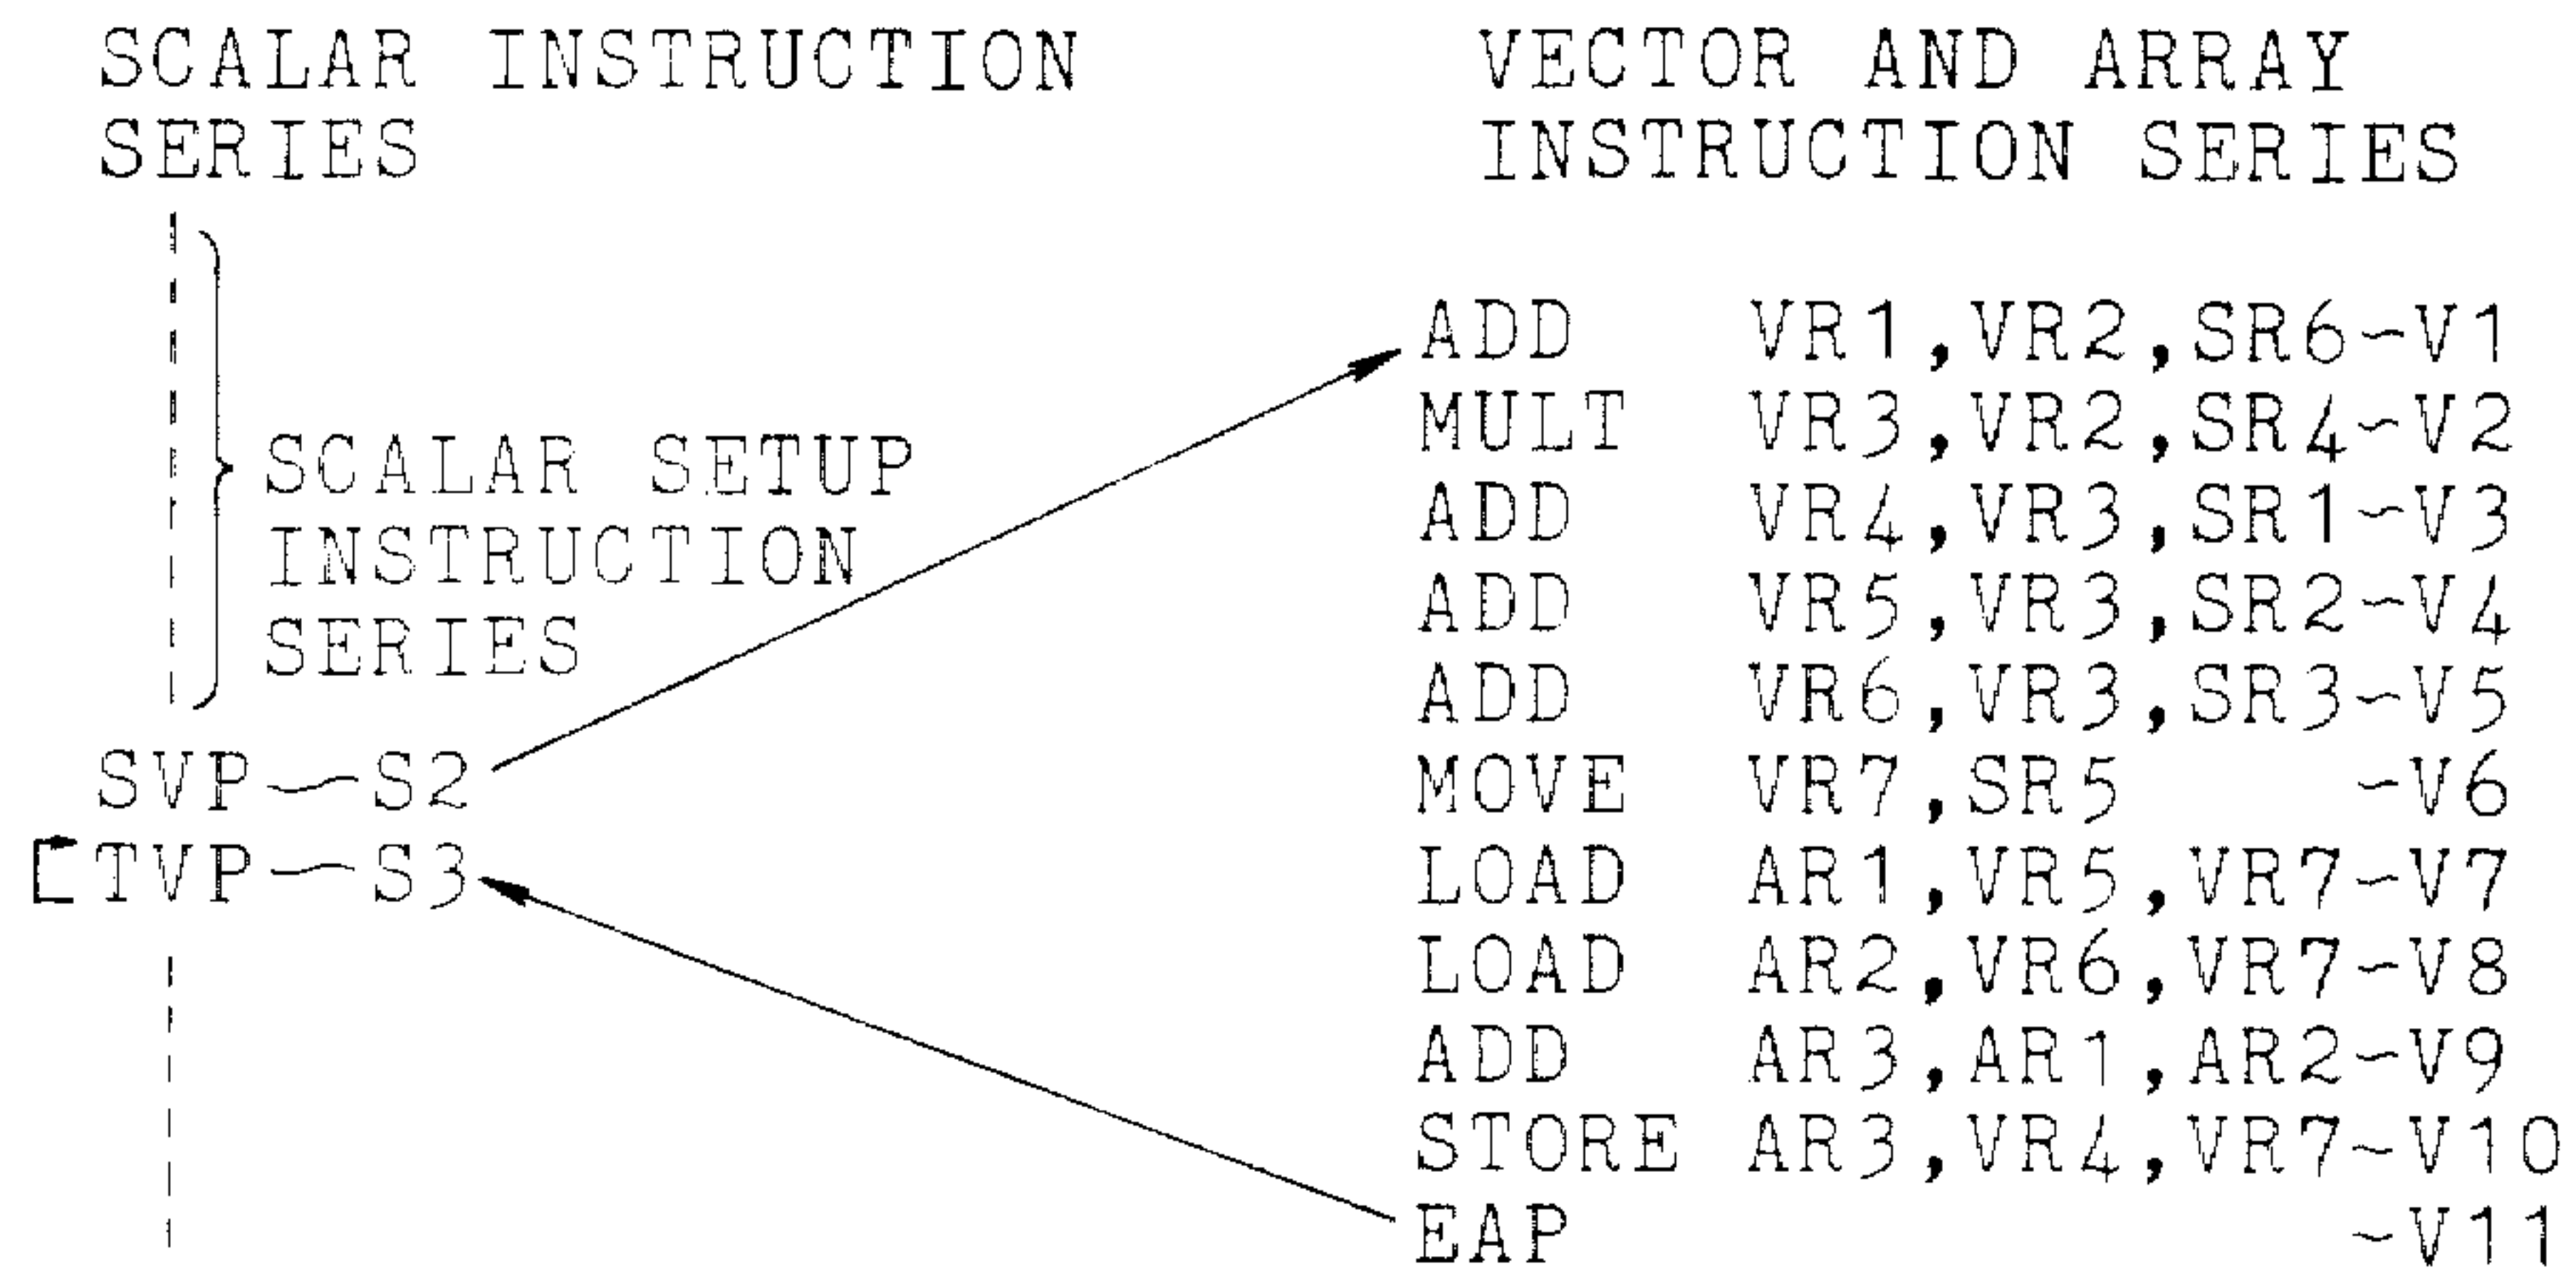 SCALAR INSTRUCTION
SERIES
SCALAR SETUP
INSTRUCTION
SERIES
SVP~S2
TVP~S3
VECTOR AND ARRAY
INSTRUCTION SERIES
ADD VR1,VR2,SR6~V1
MULT VR3,VR2,SR4~V2
ADD VR4,VR3,SR1~V3
ADD VR5,VR3,SR2~V4
ADD VR6,VR3,SR3~V5
MOVE VR7,SR5 ~V6
LOAD AR1,VR5,VR7~V7
LOAD AR2,VR6,VR7~V8
ADD AR3,AR1,AR2~V9
STORE AR3,VR4,VR7~V10
EAP ~V11